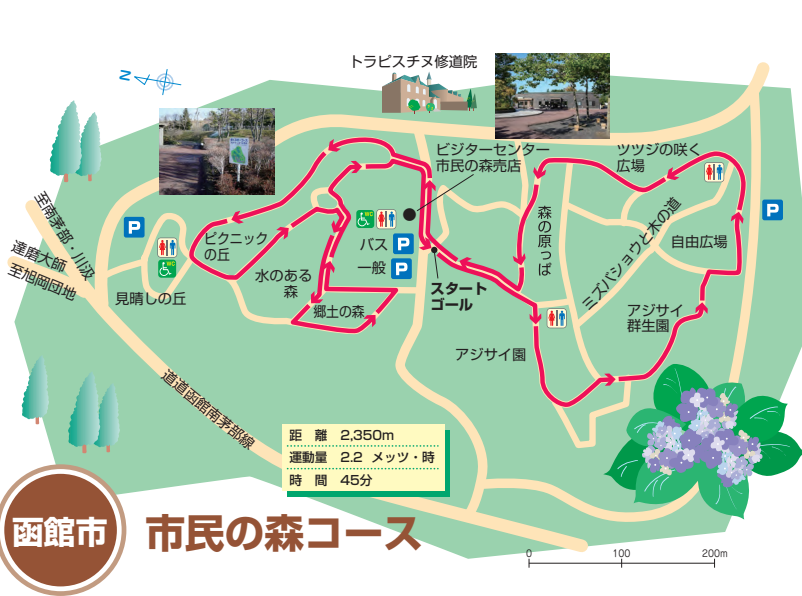 トラピスチヌ修道院
N
ビジターセンター
市民の森売店
ツツジの咲く
広場
至南茅部・川汲
達磨大師
至旭岡団地
P
WC
見晴しの丘
ピクニック
の丘
水のある
森
WC
バス P
一般 P
郷土の森
スタート
ゴール
森の原っぱ
ミズバショウと木の道
自由広場
P
アジサイ
群生園
アジサイ園
道道函館南茅部線
距 離 2,350m
運動量 2.2 メッツ・時
時 間 45分
函館市
市民の森コース
0 100 200m